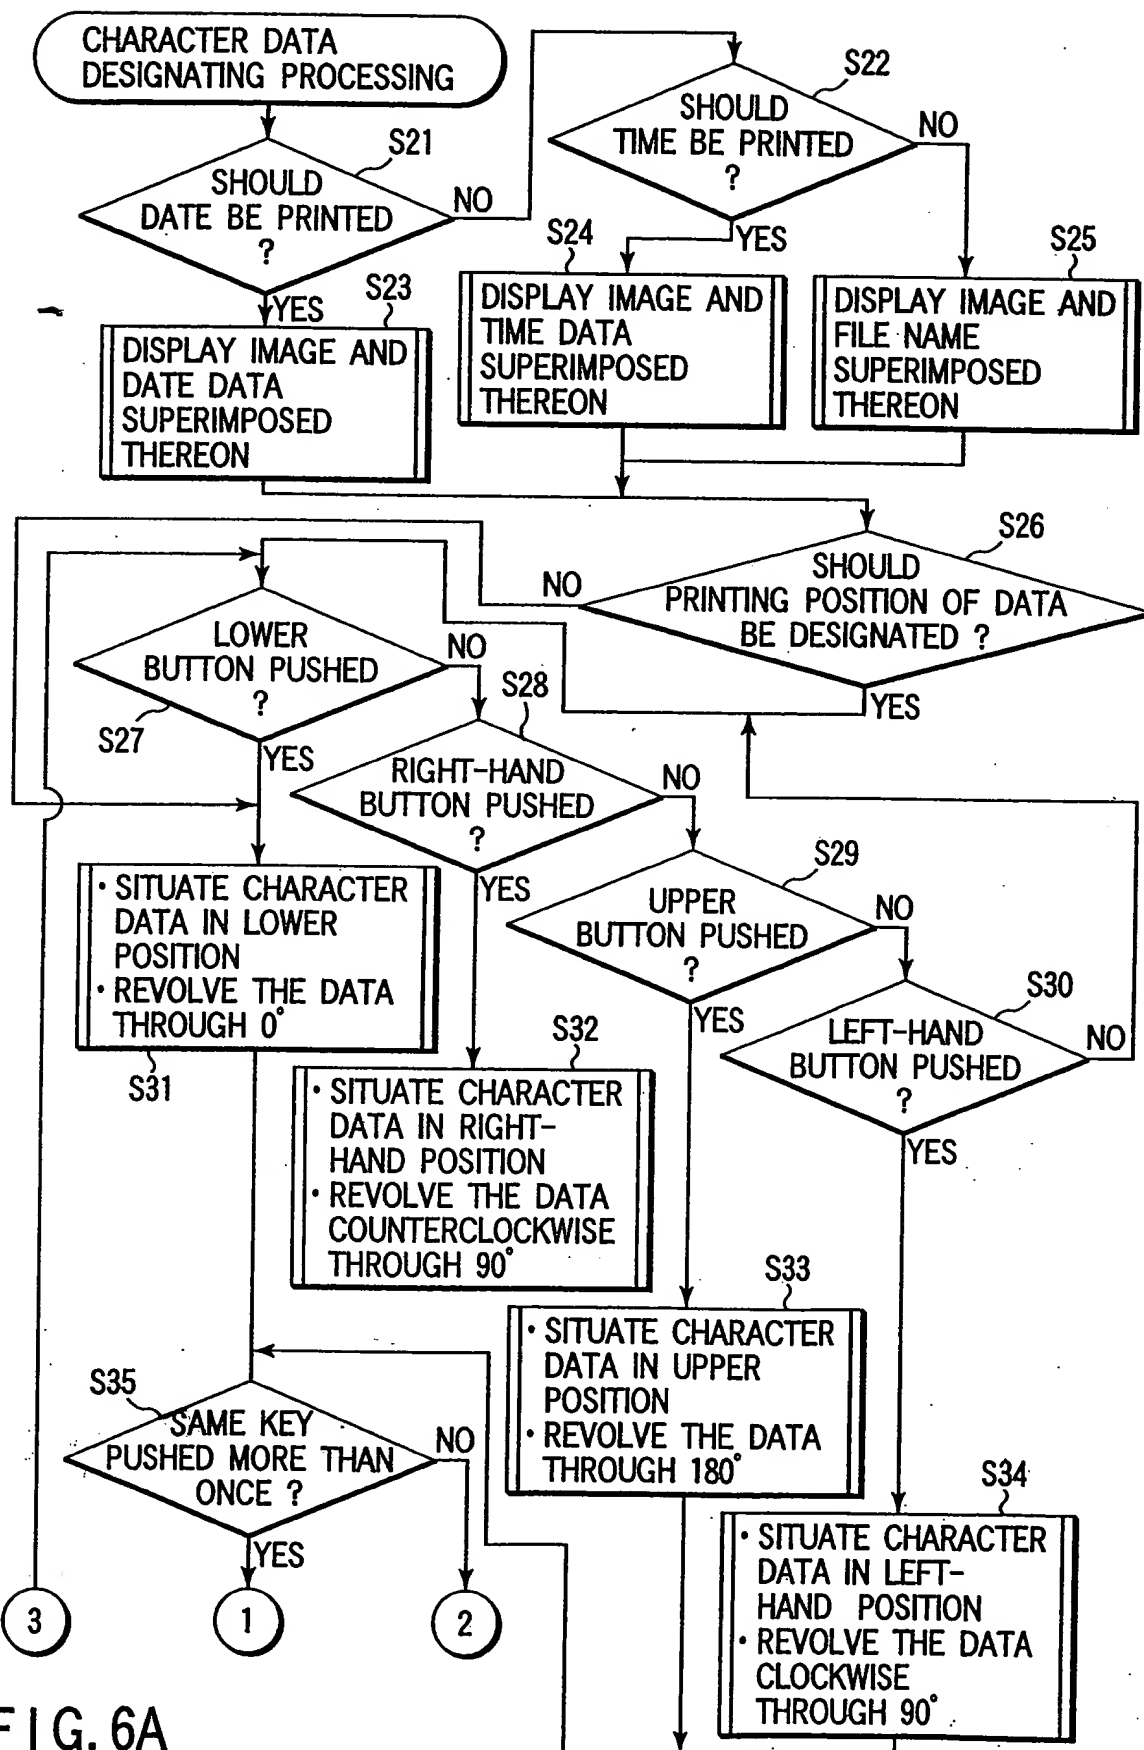 CHARACTER DATA
DESIGNATING PROCESSING
S21
SHOULD
DATE BE PRINTED
?
NO
YES
S22
SHOULD
TIME BE PRINTED
?
NO
YES
S23
DISPLAY IMAGE AND
DATE DATA
SUPERIMPOSED
THEREON
S24
DISPLAY IMAGE AND
TIME DATA
SUPERIMPOSED
THEREON
S25
DISPLAY IMAGE AND
FILE NAME
SUPERIMPOSED
THEREON
S26
SHOULD
PRINTING POSITION OF DATA
BE DESIGNATED ?
NO
YES
LOWER
BUTTON PUSHED
?
S27
NO
YES
S28
RIGHT-HAND
BUTTON PUSHED
?
NO
YES
S29
UPPER
BUTTON PUSHED
?
NO
YES
S30
LEFT-HAND
BUTTON PUSHED
?
NO
YES
· SITUATE CHARACTER
DATA IN LOWER
POSITION
· REVOLVE THE DATA
THROUGH 0°
S31
S32
· SITUATE CHARACTER
DATA IN RIGHT-
HAND POSITION
· REVOLVE THE DATA
COUNTERCLOCKWISE
THROUGH 90°
S33
· SITUATE CHARACTER
DATA IN UPPER
POSITION
· REVOLVE THE DATA
THROUGH 180°
S34
· SITUATE CHARACTER
DATA IN LEFT-
HAND POSITION
· REVOLVE THE DATA
CLOCKWISE
THROUGH 90°
S35
SAME KEY
PUSHED MORE THAN
ONCE ?
NO
YES
3
1
2
FIG. 6A